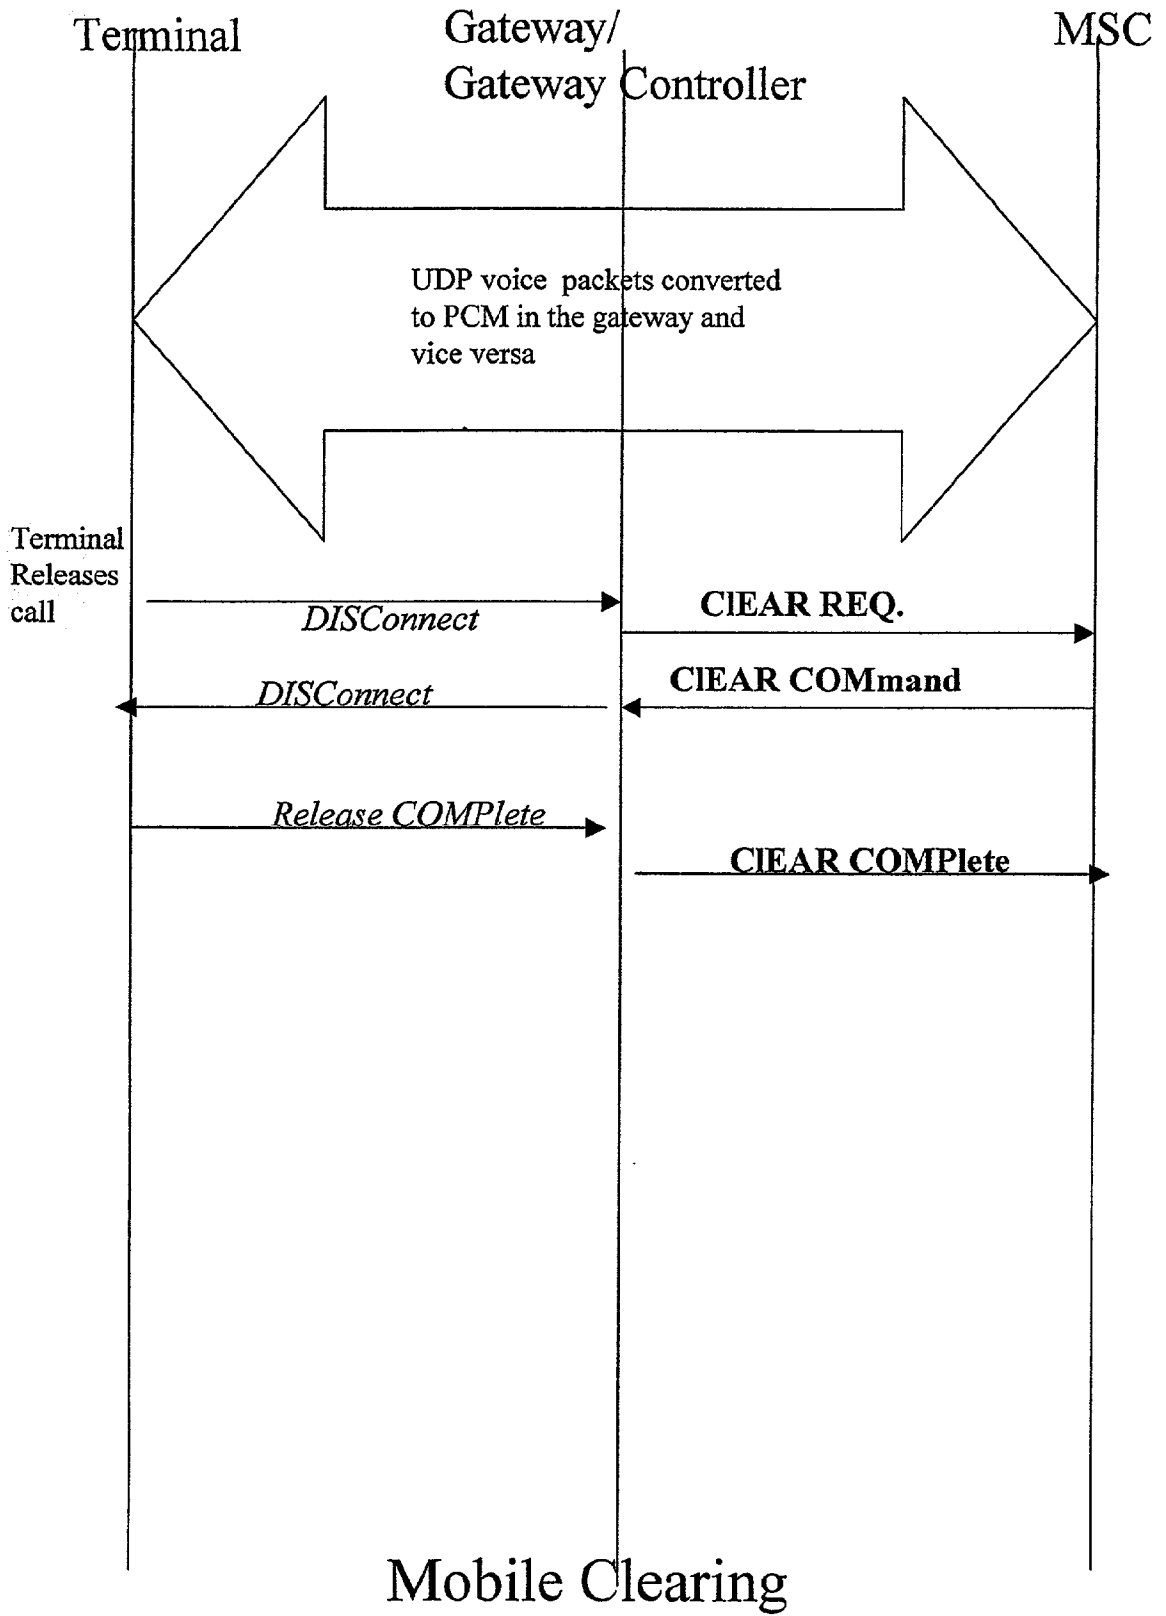 Terminal
Gateway/
Gateway Controller
MSC
UDP voice packets converted
to PCM in the gateway and
vice versa
Terminal
Releases
call
DISConnect
ClEAR REQ.
DISConnect
ClEAR COMmand
Release COMPlete
ClEAR COMPlete
Mobile Clearing